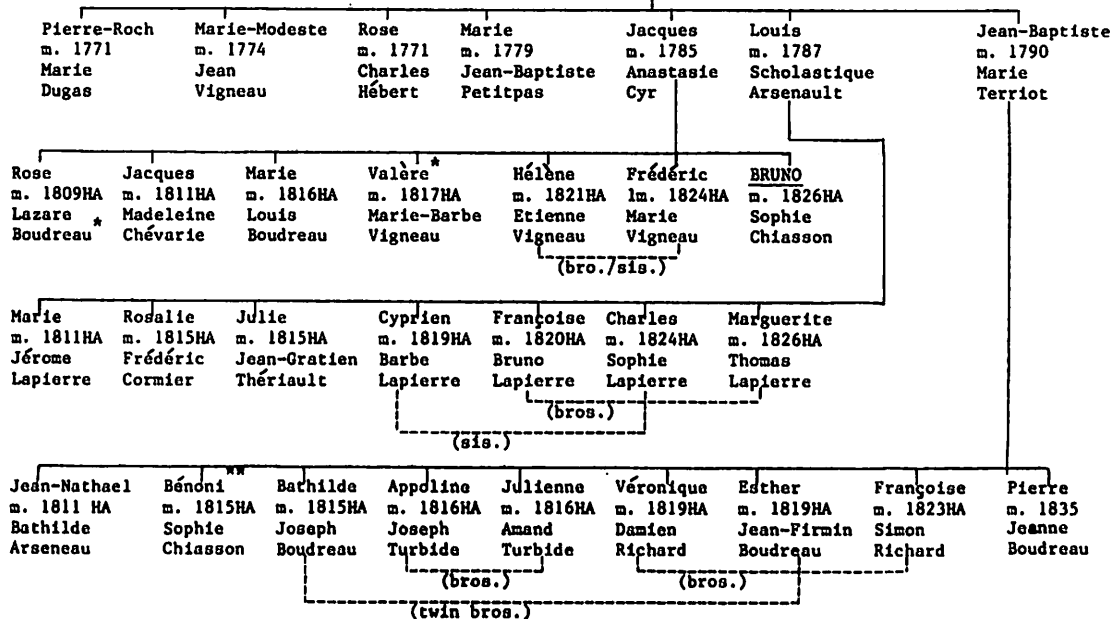 Pierre-Roch Marie-Modeste Rose Marie Jacques Louis Jean-Baptiste
m. 1771 m. 1774 m. 1771 m. 1779 m. 1785 m. 1787 m. 1790
Marie Jean Charles Jean-Baptiste Anastasie Scholastique Marie
Dugas Vigneau Hébert Petitpas Cyr Arsenault Terriot
Rose Jacques Marie Valère* Hélène Frédéric BRUNO
m. 1809HA m. 1811HA m. 1816HA m. 1817HA m. 1821HA 1m. 1824HA m. 1826HA
Lazare Madeleine Louis Marie-Barbe Etienne Marie Sophie
Boudreau* Chévarie Boudreau Vigneau Vigneau Vigneau Chiasson
(bro./sis.)
Marie Rosalie Julie Cyprien Françoise Charles Marguerite
m. 1811HA m. 1815HA m. 1815HA m. 1819HA m. 1820HA m. 1824HA m. 1826HA
Jérome Frédéric Jean-Gratien Barbe Bruno Sophie Thomas
Lapierre Cormier Thériault Lapierre Lapierre Lapierre Lapierre
(bros.)
(sis.)
Jean-Nathael Bénoni** Bathilde Appoline Julienne Véronique Esther Françoise Pierre
m. 1811 HA m. 1815HA m. 1815HA m. 1816HA m. 1816HA m. 1819HA m. 1819HA m. 1823HA m. 1835
Bathilde Sophie Joseph Joseph Amand Damien Jean-Firmin Simon Jeanne
Arseneau Chiasson Boudreau Turbide Turbide Richard Boudreau Richard Boudreau
(bros.) (bros.)
(twin bros.)